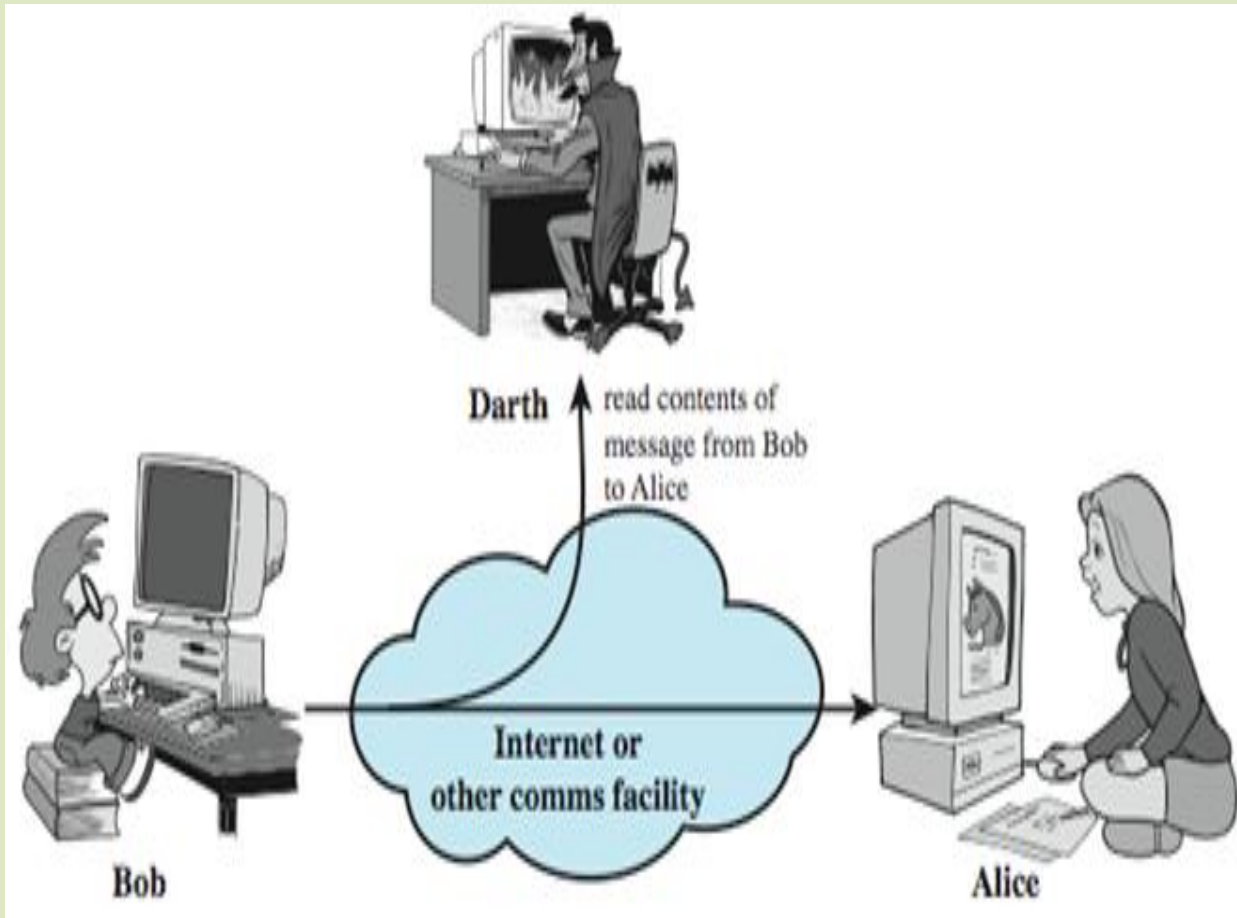 Darth
read contents of
message from Bob
to Alice
Internet or
other comms facility
Bob
Alice